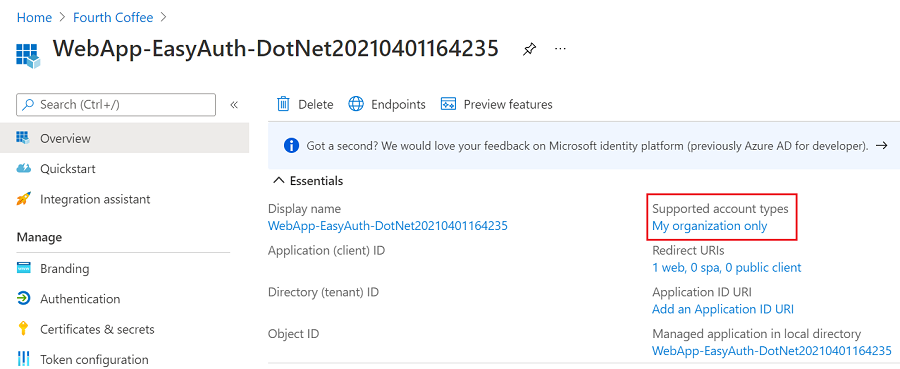 Home > Fourth Coffee >
WebApp-EasyAuth-DotNet20210401164235 ...
Search (Ctrl+/) «
Overview
Quickstart
Integration assistant
Manage
Branding
Authentication
Certificates & secrets
Token configuration
Delete Endpoints Preview features
Got a second? We would love your feedback on Microsoft identity platform (previously Azure AD for developer). →
Essentials
Display name
WebApp-EasyAuth-DotNet20210401164235
Application (client) ID
Directory (tenant) ID
Object ID
Supported account types
My organization only
Redirect URIs
1 web, 0 spa, 0 public client
Application ID URI
Add an Application ID URI
Managed application in local directory
WebApp-EasyAuth-DotNet20210401164235